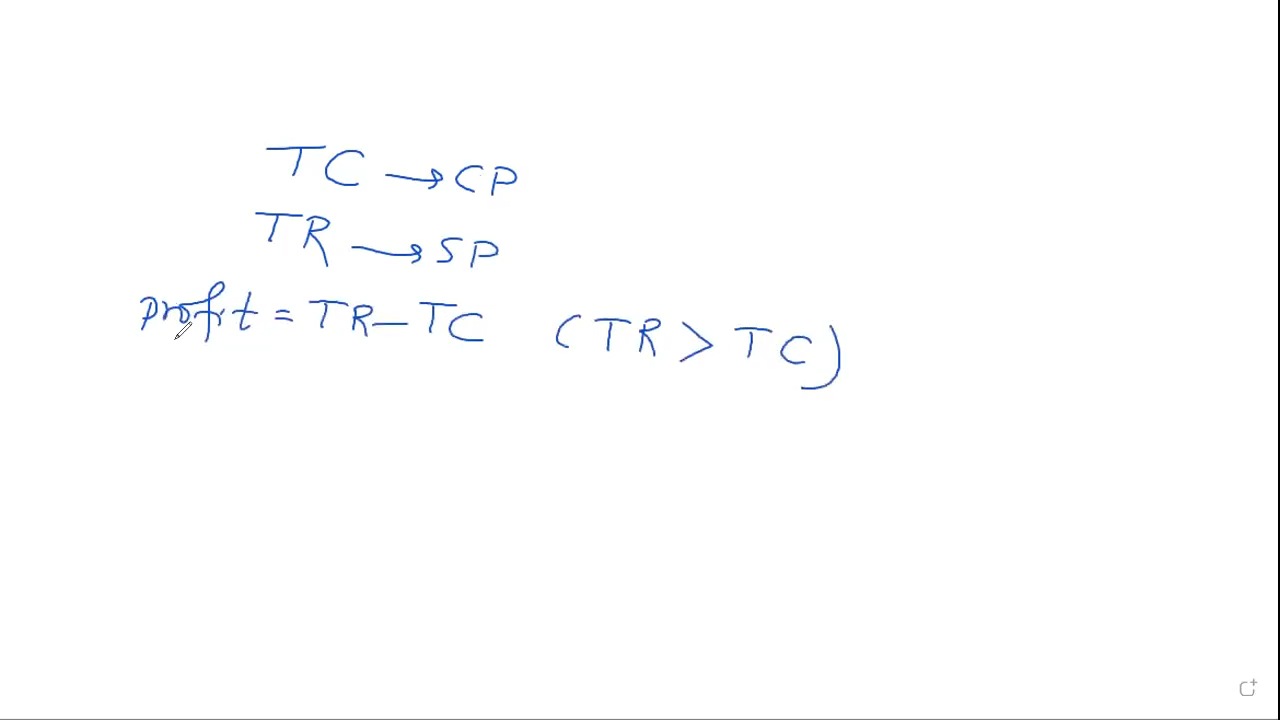 TC → CP
TR → SP
Profit = TR - TC (TR > TC)